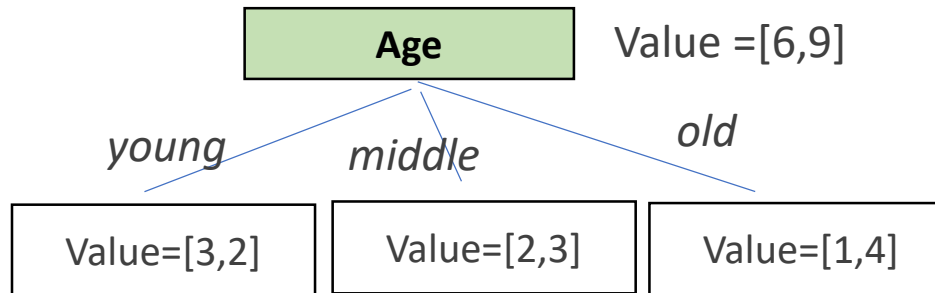 Age
Value =[6,9]
young
middle
old
Value=[3,2]
Value=[2,3]
Value=[1,4]